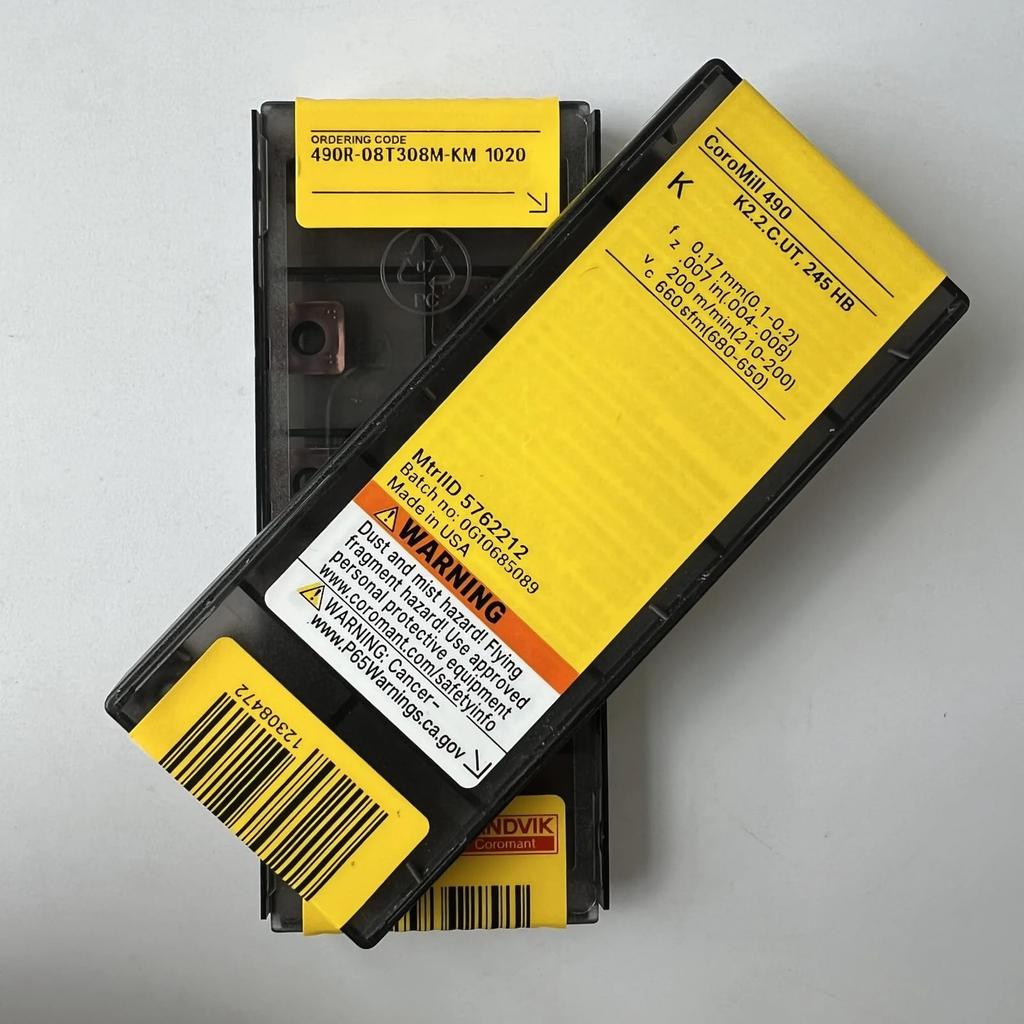 ORDERING CODE
490R-08T308M-KM 1020
07
PC
CoroMill 490
K
K2.2.C.UT, 245 HB
fz 0.17 mm(0.1-0.2)
.007 in(.004-.008)
vc 200 m/min(210-200)
660 sfm(680-650)
MtrlID 5762212
Batch no: 0G10685089
Made in USA
WARNING
Dust and mist hazard! Flying
fragment hazard! Use approved
personal protective equipment
www.coromant.com/safetyinfo
WARNING: Cancer–
www.P65Warnings.ca.gov
12308472
NDVIK
Coromant